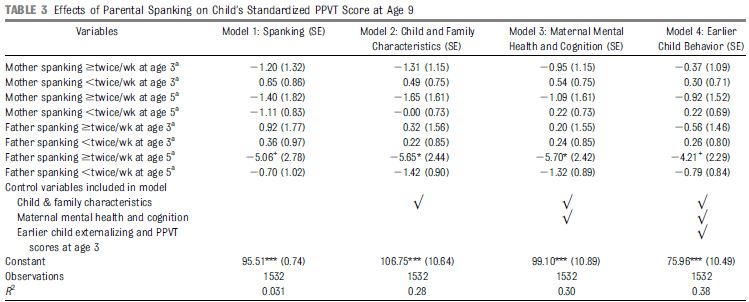 TABLE 3 Effects of Parental Spanking on Child's Standardized PPVT Score at Age 9
Variables Model 1: Spanking (SE) Model 2: Child and Family Model 3: Maternal Mental Model 4: Earlier
Characteristics (SE) Health and Cognition (SE) Child Behavior (SE)
Mother spanking ≥twice/wk at age 3ᵃ −1.20 (1.32) −1.31 (1.15) −0.95 (1.15) −0.37 (1.09)
Mother spanking <twice/wk at age 3ᵃ 0.65 (0.86) 0.49 (0.75) 0.54 (0.75) 0.30 (0.71)
Mother spanking ≥twice/wk at age 5ᵃ −1.40 (1.82) −1.65 (1.61) −1.09 (1.61) −0.92 (1.52)
Mother spanking <twice/wk at age 5ᵃ −1.11 (0.83) −0.00 (0.73) 0.22 (0.73) 0.22 (0.69)
Father spanking ≥twice/wk at age 3ᵃ 0.92 (1.77) 0.32 (1.56) 0.20 (1.55) −0.56 (1.46)
Father spanking <twice/wk at age 3ᵃ 0.36 (0.97) 0.22 (0.85) 0.24 (0.85) 0.26 (0.80)
Father spanking ≥twice/wk at age 5ᵃ −5.06⁺ (2.78) −5.65* (2.44) −5.70* (2.42) −4.21⁺ (2.29)
Father spanking <twice/wk at age 5ᵃ −0.70 (1.02) −1.42 (0.90) −1.32 (0.89) −0.79 (0.84)
Control variables included in model
Child & family characteristics √ √ √
Maternal mental health and cognition √ √
Earlier child externalizing and PPVT √
scores at age 3
Constant 95.51*** (0.74) 106.75*** (10.64) 99.10*** (10.89) 75.96*** (10.49)
Observations 1532 1532 1532 1532
R² 0.031 0.28 0.30 0.38